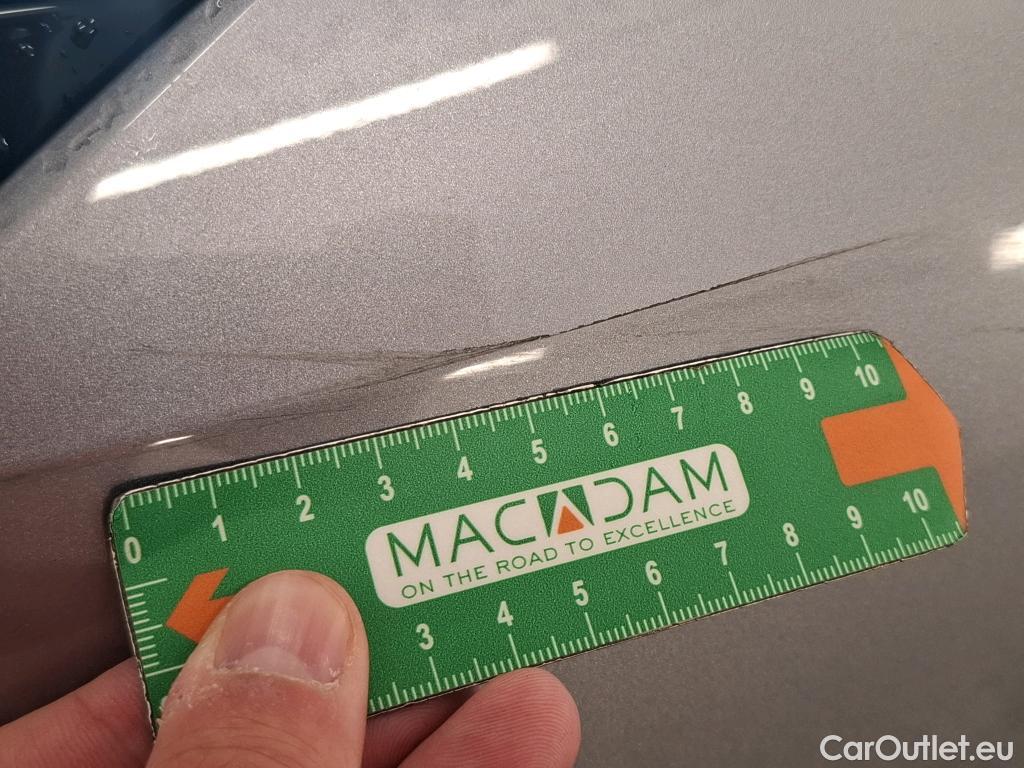 0 1 2 3 4 5 6 7 8 9 10
MACADAM
ON THE ROAD TO EXCELLENCE
3 4 5 6 7 8 9 10
CarOutlet.eu